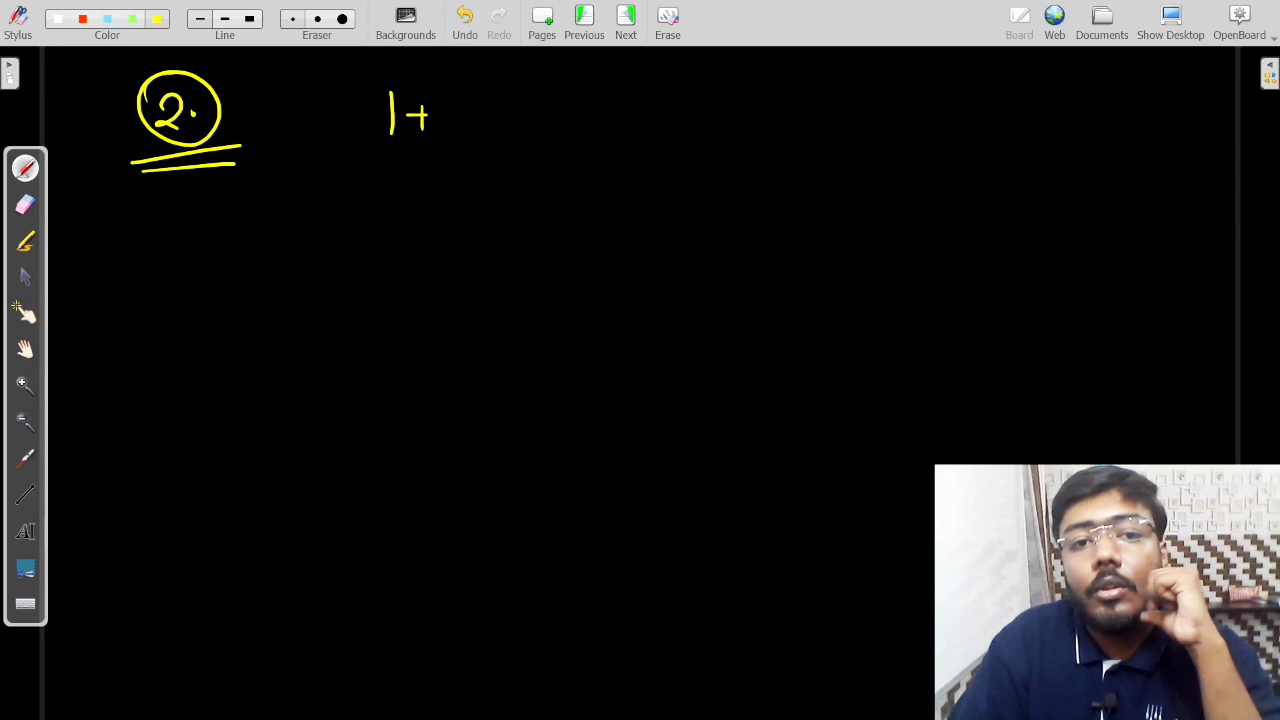 Stylus
Color
Line
Eraser
Backgrounds
Undo
Redo
Pages
Previous
Next
Erase
Board
Web
Documents
Show Desktop
OpenBoard
2. 1+
AI